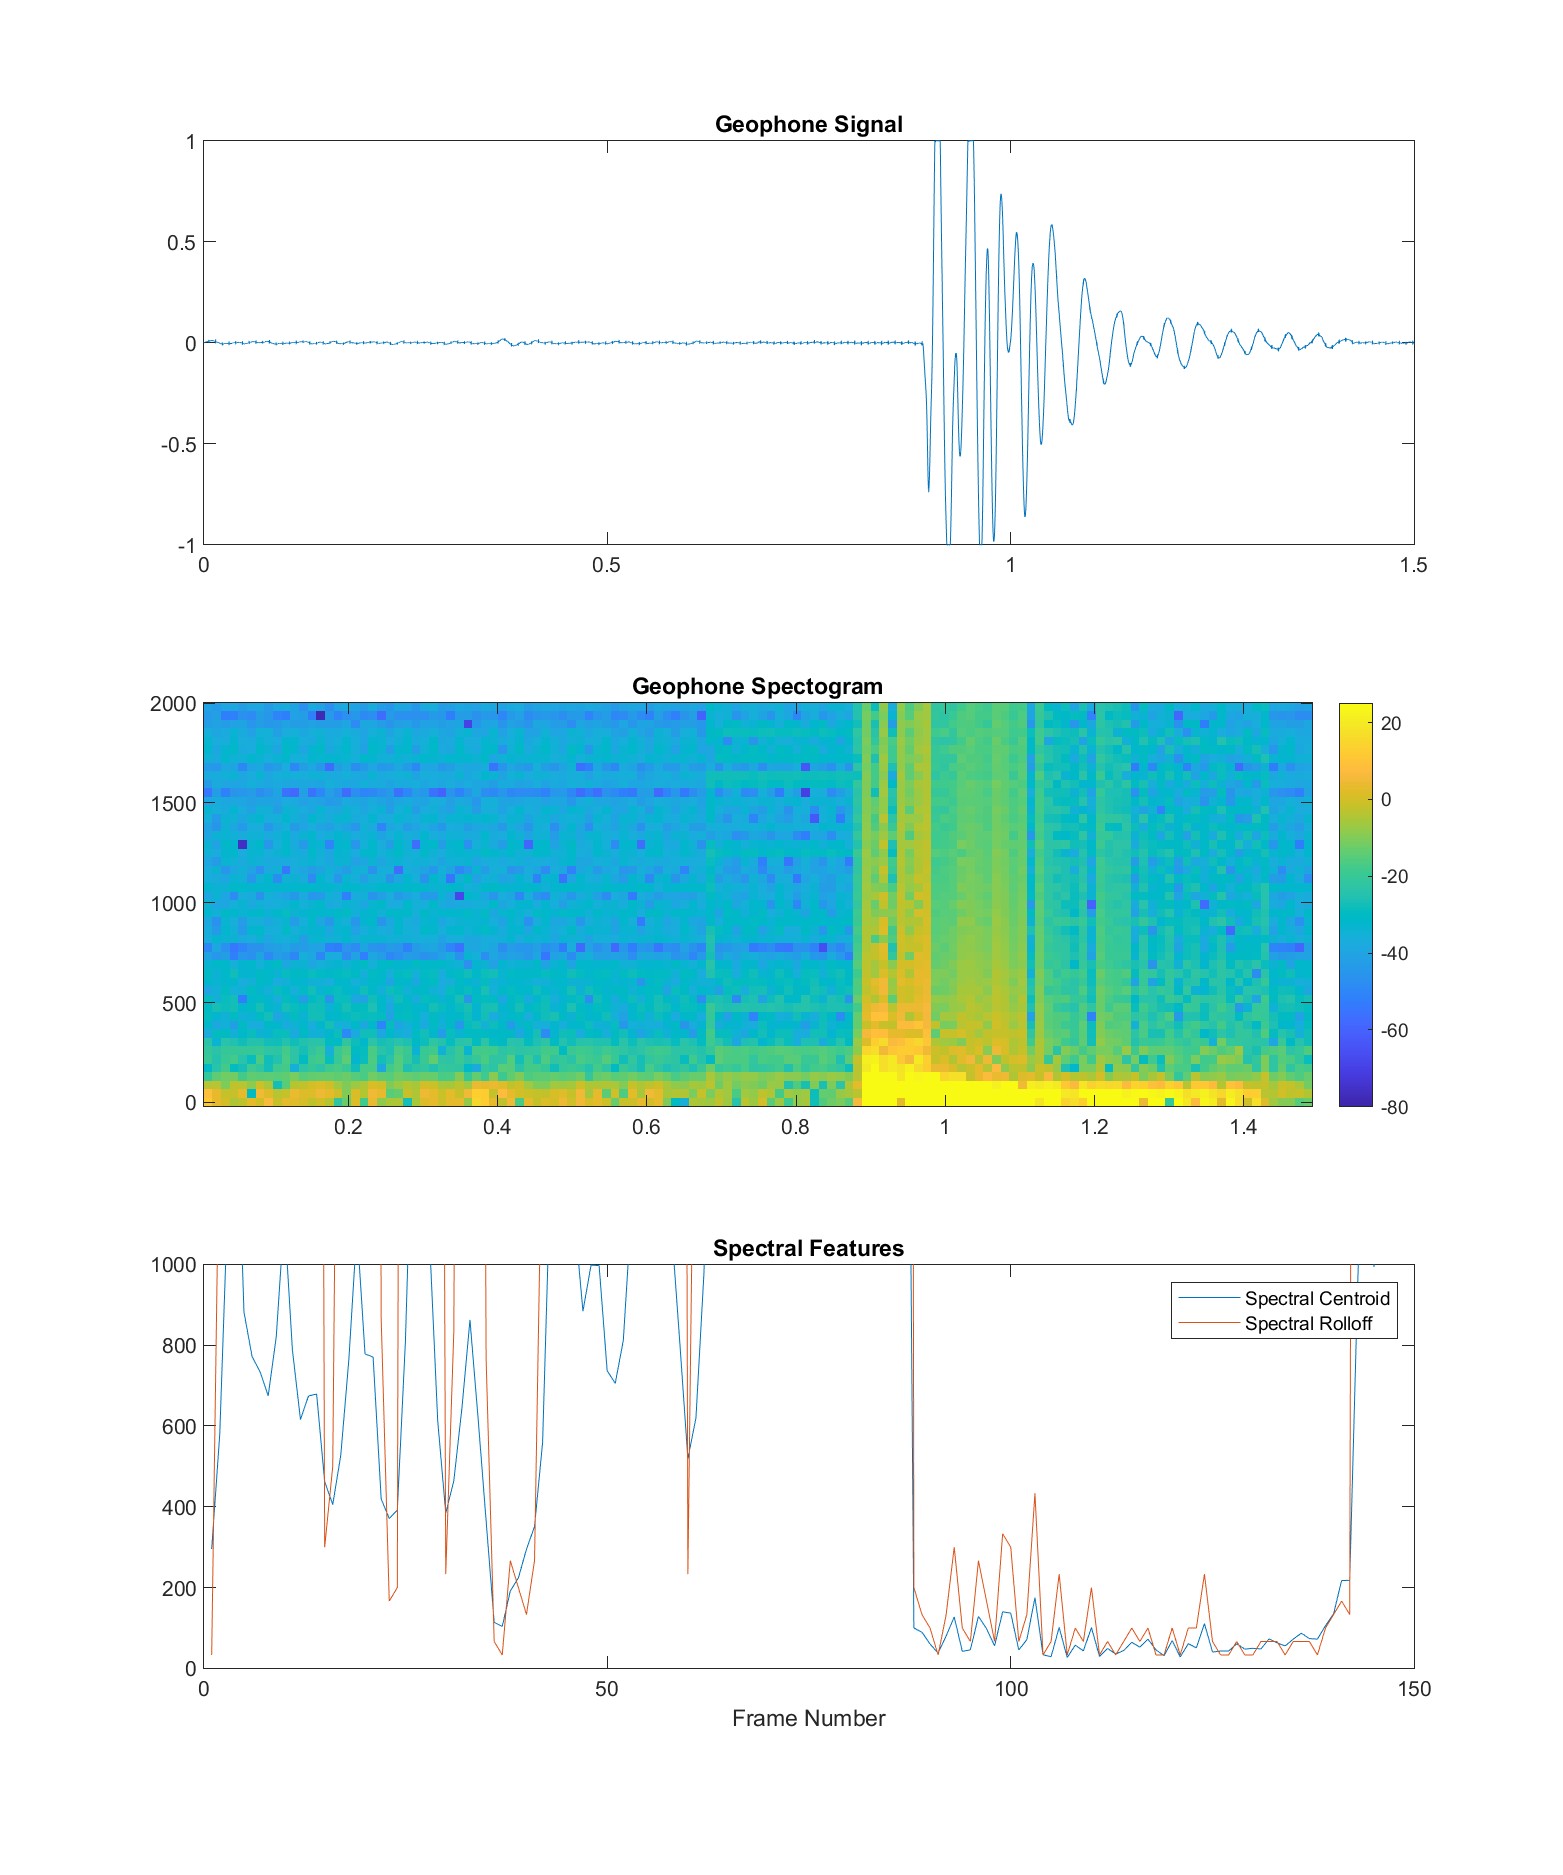 Geophone Signal
1
0.5
0
-0.5
-1
0 0.5 1 1.5
Geophone Spectogram
2000
1500
1000
500
0
0.2 0.4 0.6 0.8 1 1.2 1.4
20
0
-20
-40
-60
-80
Spectral Features
1000
800
600
400
200
0
Spectral Centroid
Spectral Rolloff
0 50 100 150
Frame Number